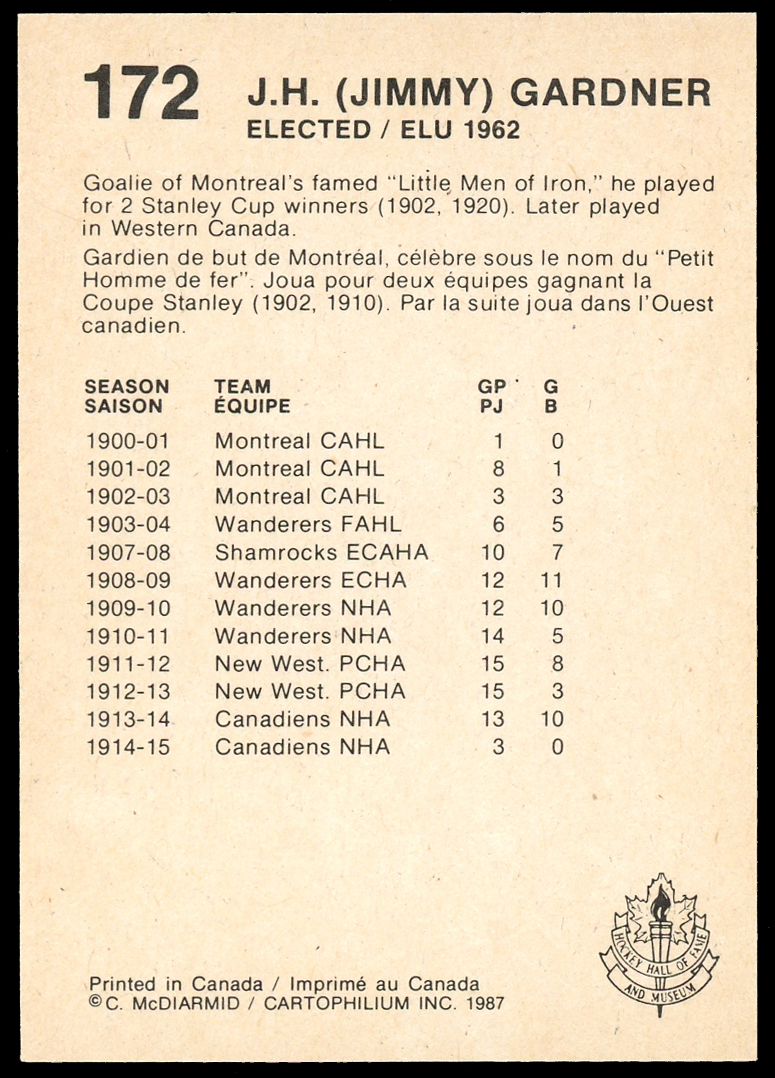 172
J.H. (JIMMY) GARDNER
ELECTED / ELU 1962
Goalie of Montreal's famed "Little Men of Iron," he played
for 2 Stanley Cup winners (1902, 1920). Later played
in Western Canada.
Gardien de but de Montréal, célèbre sous le nom du "Petit
Homme de fer". Joua pour deux équipes gagnant la
Coupe Stanley (1902, 1910). Par la suite joua dans l'Ouest
canadien.
SEASON TEAM GP G
SAISON ÉQUIPE PJ B
1900-01 Montreal CAHL 1 0
1901-02 Montreal CAHL 8 1
1902-03 Montreal CAHL 3 3
1903-04 Wanderers FAHL 6 5
1907-08 Shamrocks ECAHA 10 7
1908-09 Wanderers ECHA 12 11
1909-10 Wanderers NHA 12 10
1910-11 Wanderers NHA 14 5
1911-12 New West. PCHA 15 8
1912-13 New West. PCHA 15 3
1913-14 Canadiens NHA 13 10
1914-15 Canadiens NHA 3 0
HOCKEY HALL OF FAME
AND MUSEUM
Printed in Canada / Imprimé au Canada
©C. McDIARMID / CARTOPHILIUM INC. 1987